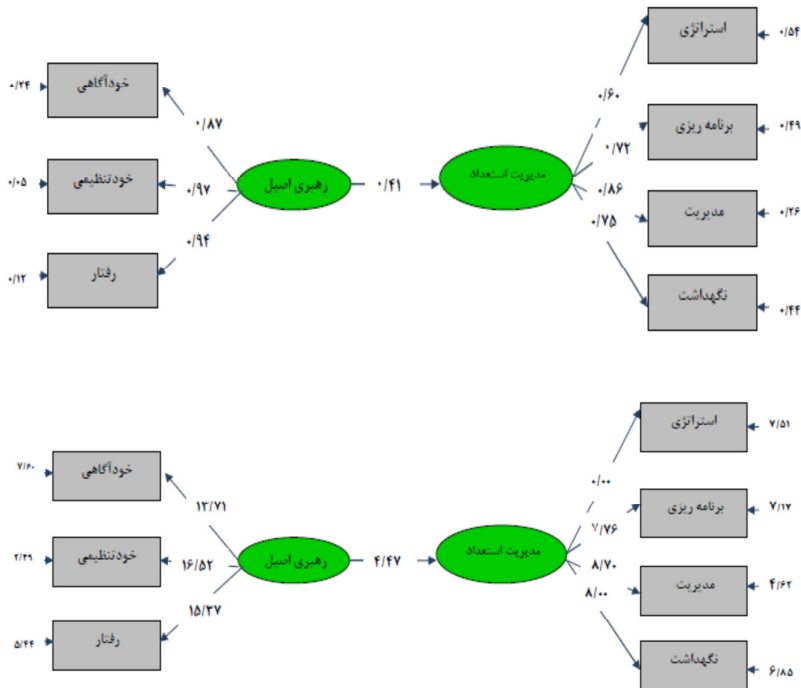 استراتژی
۰/۵۴
خودآگاهی
۰/۲۴
۰/۸۷
۰/۶۰
برنامه ریزی
۰/۴۹
۰/۷۲
خودتنظیمی
۰/۰۵
۰/۹۷
رهبری اصیل
۰/۴۱
مدیریت استعداد
۰/۸۶
مدیریت
۰/۲۶
۰/۷۵
۰/۹۴
رفتار
۰/۱۲
نگهداشت
۰/۴۴
استراتژی
۷/۵۱
خودآگاهی
۷/۶۰
۱۳/۷۱
۰/۰۰
برنامه ریزی
۷/۱۷
۷/۷۶
خودتنظیمی
۲/۴۹
۱۶/۵۲
رهبری اصیل
۴/۴۷
مدیریت استعداد
۸/۷۰
مدیریت
۴/۶۲
۸/۰۰
۱۵/۳۷
رفتار
۵/۴۴
نگهداشت
۶/۸۵